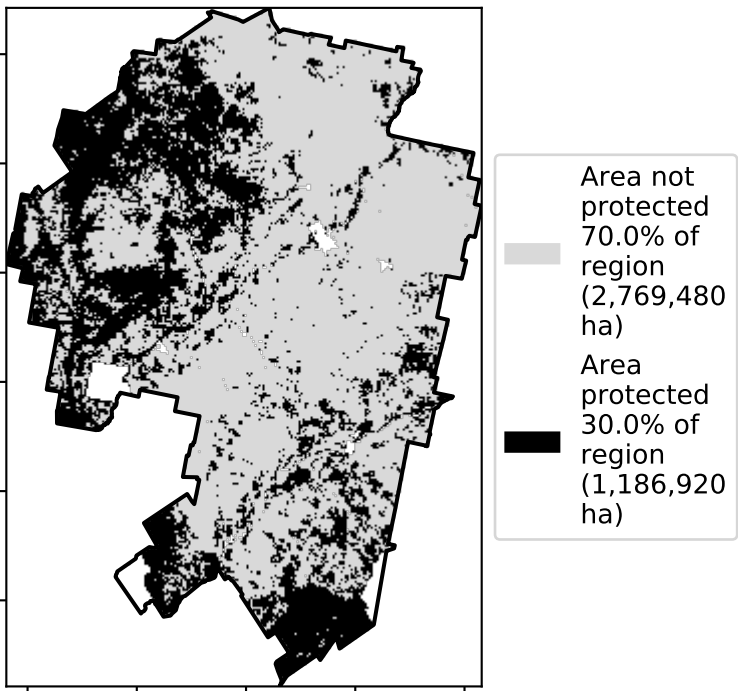 Area not
protected
70.0% of
region
(2,769,480
ha)
Area
protected
30.0% of
region
(1,186,920
ha)